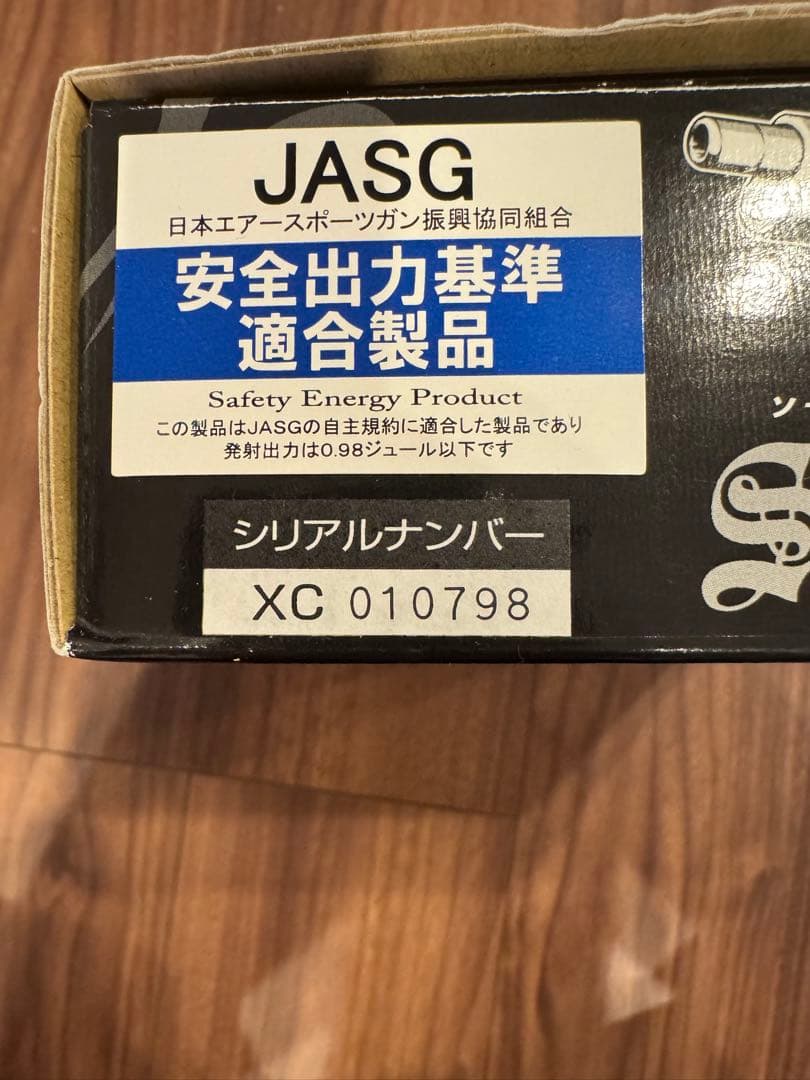 JASG
日本エアースポーツガン振興協同組合
安全出力基準
適合製品
Safety Energy Product
この製品はJASGの自主規約に適合した製品であり
発射出力は0.98ジュール以下です
シリアルナンバー
XC 010798